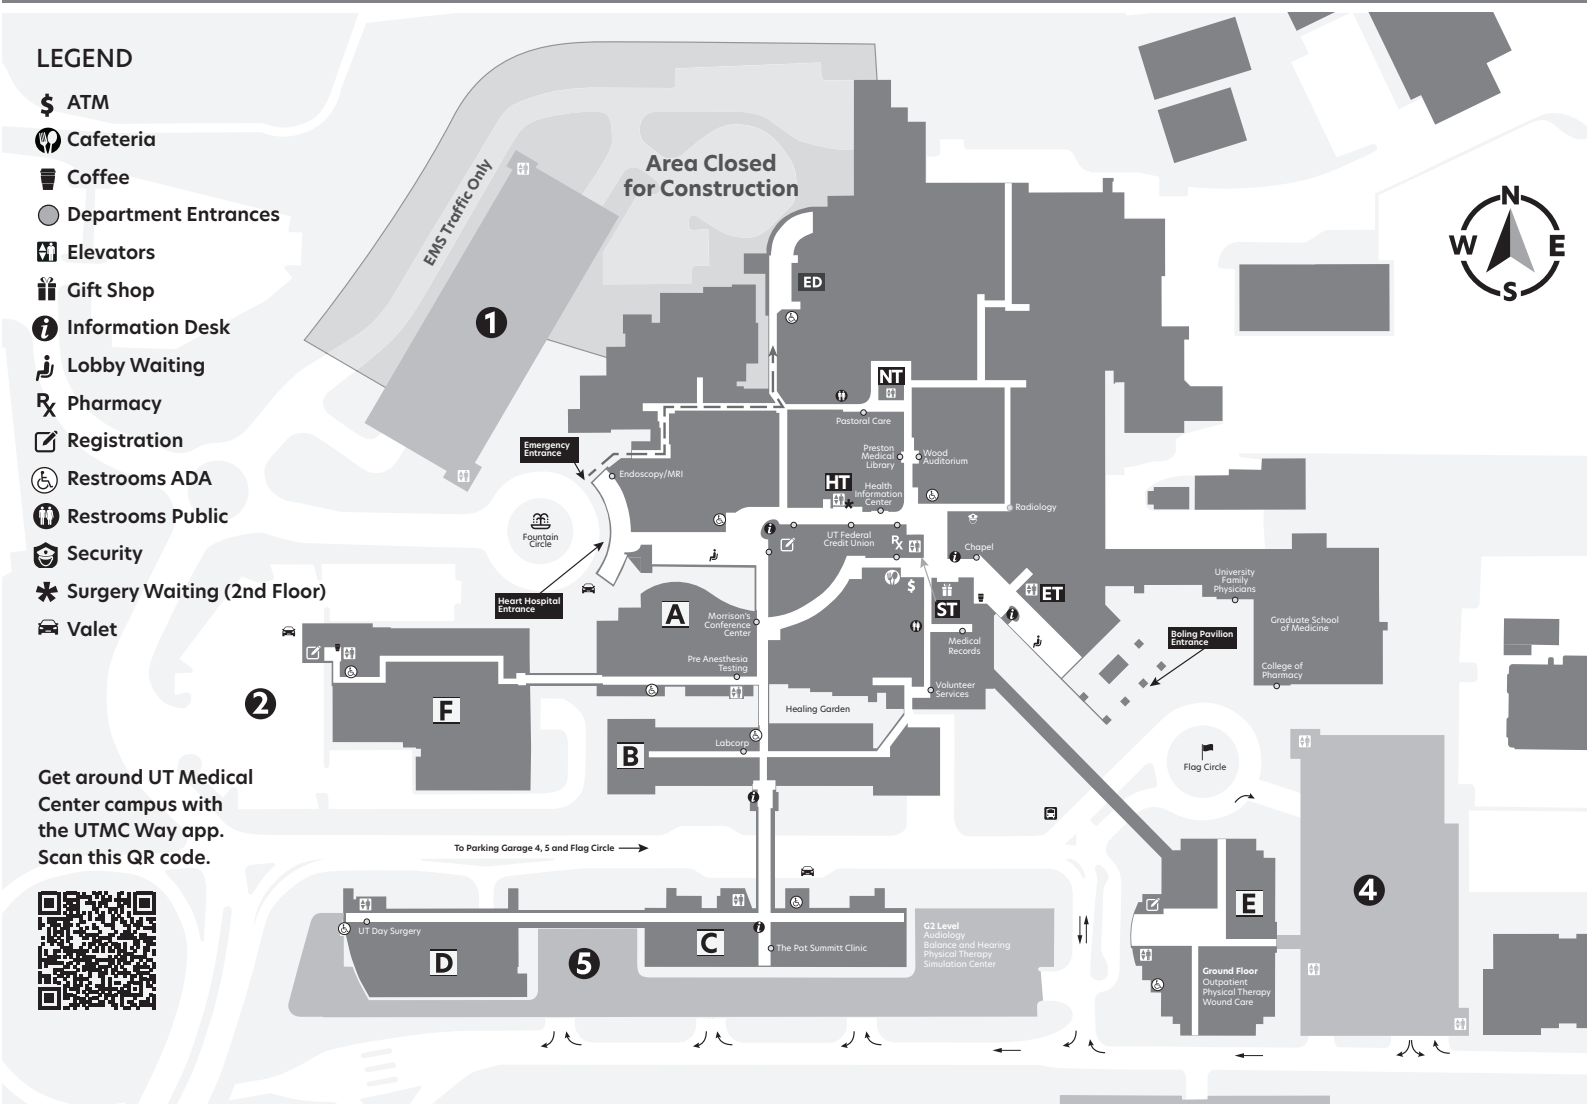 LEGEND
$ ATM
Cafeteria
Coffee
Department Entrances
Elevators
Gift Shop
i Information Desk
Lobby Waiting
Rx Pharmacy
Registration
Restrooms ADA
Restrooms Public
Security
* Surgery Waiting (2nd Floor)
Valet
Get around UT Medical
Center campus with
the UTMC Way app.
Scan this QR code.
N
W
E
S
Area Closed
for Construction
EMS Traffic Only
1
ED
NT
Pastoral Care
Preston
Medical
Library
Wood
Auditorium
Emergency
Entrance
Endoscopy/MRI
HT
*
Health
Information
Center
Radiology
Fountain
Circle
i
UT Federal
Credit Union
Rx
i
Chapel
$
ST
ET
i
Heart Hospital
Entrance
A
Morrison's
Conference
Center
Pre Anesthesia
Testing
Medical
Records
Volunteer
Services
University
Family
Physicians
Graduate School
of Medicine
College of
Pharmacy
Boling Pavilion
Entrance
2
F
Healing Garden
B
Labcorp
i
Flag Circle
To Parking Garage 4, 5 and Flag Circle
UT Day Surgery
D
5
C
i
The Pat Summitt Clinic
G2 Level
Audiology
Balance and Hearing
Physical Therapy
Simulation Center
E
4
Ground Floor
Outpatient
Physical Therapy
Wound Care